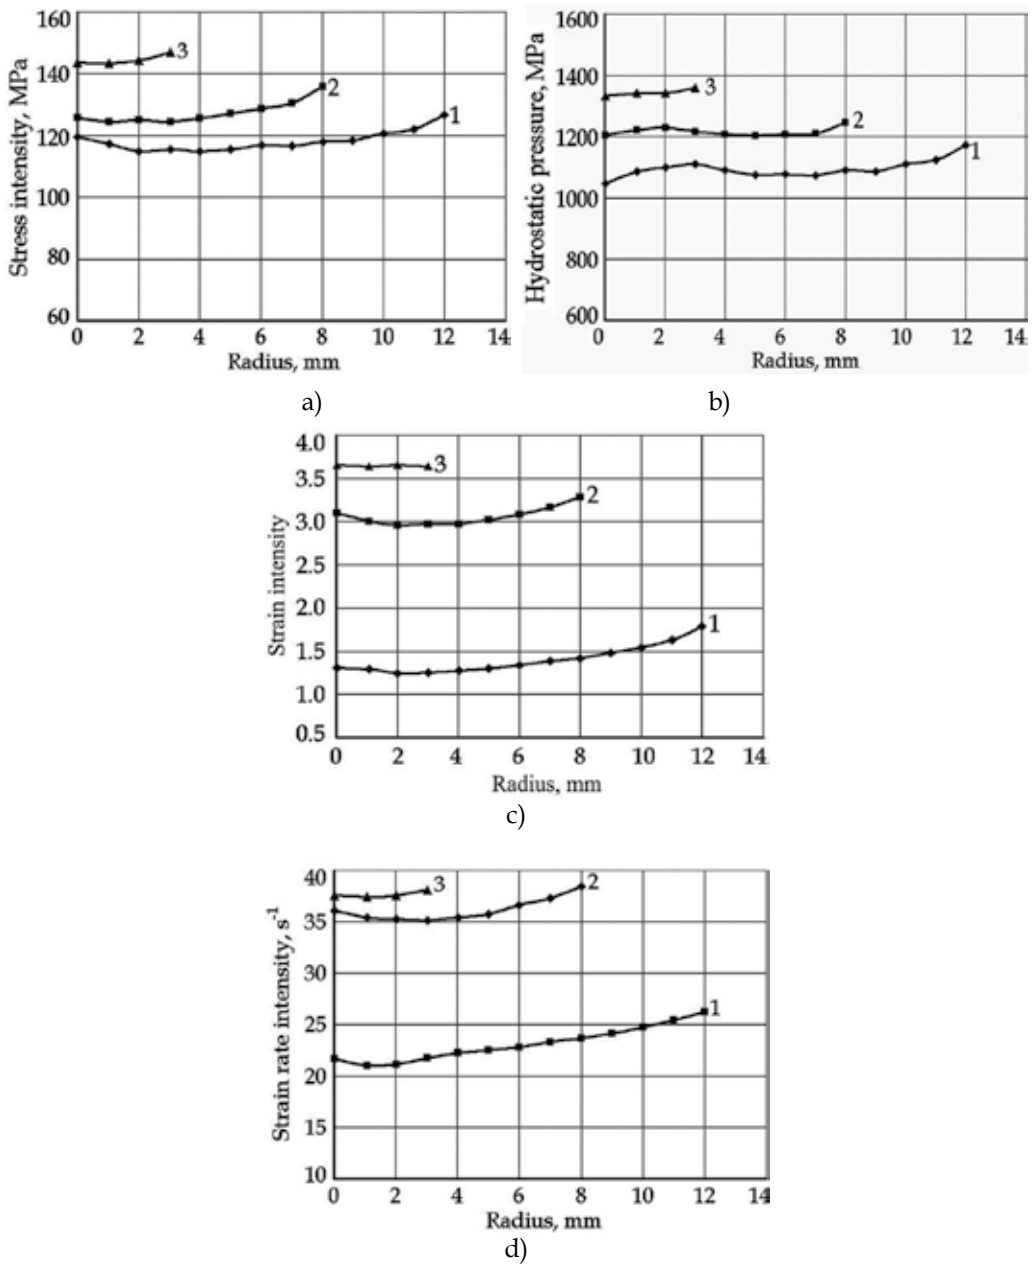 Stress intensity, MPa
160
140
120
100
80
60
3
2
1
0 2 4 6 8 10 12 14
Radius, mm
a)
Hydrostatic pressure, MPa
1600
1400
1200
1000
800
600
3
2
1
0 2 4 6 8 10 12 14
Radius, mm
b)
Strain intensity
4.0
3.5
3.0
2.5
2.0
1.5
1.0
0.5
3
2
1
0 2 4 6 8 10 12 14
Radius, mm
c)
Strain rate intensity, s⁻¹
40
35
30
25
20
15
10
3
2
1
0 2 4 6 8 10 12 14
Radius, mm
d)